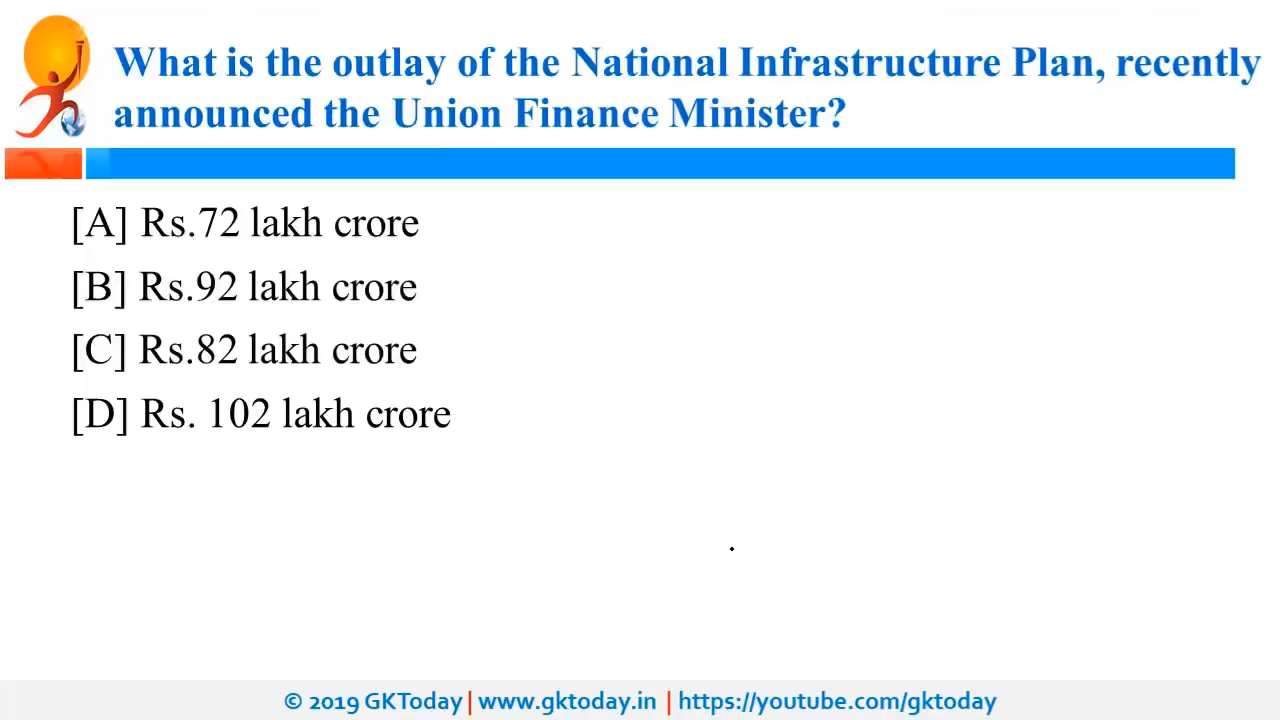 What is the outlay of the National Infrastructure Plan, recently
announced the Union Finance Minister?
[A] Rs.72 lakh crore
[B] Rs.92 lakh crore
[C] Rs.82 lakh crore
[D] Rs. 102 lakh crore
© 2019 GKToday | www.gktoday.in | https://youtube.com/gktoday